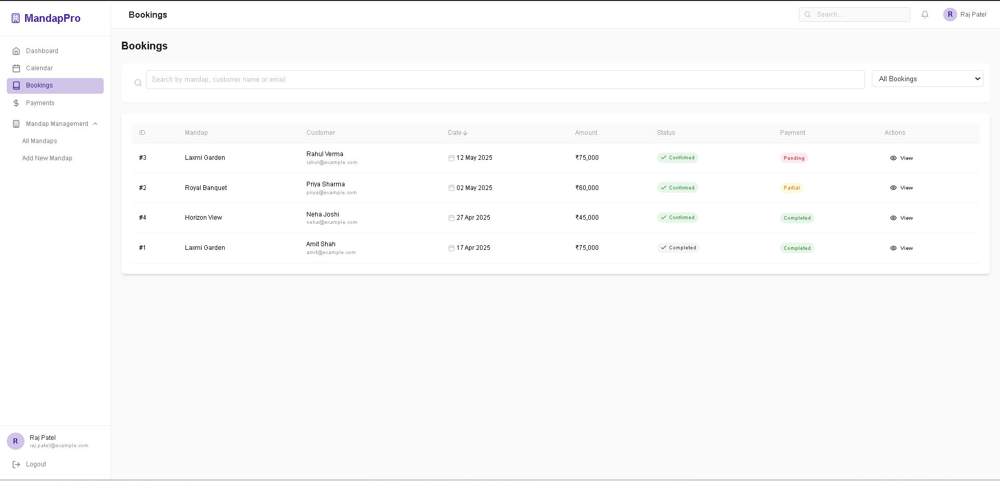 MandapPro
Bookings
Search...
R
Raj Patel
Dashboard
Calendar
Bookings
Payments
Mandap Management
All Mandaps
Add New Mandap
Bookings
Search by mandap, customer name or email
All Bookings
ID Mandap Customer Date Amount Status Payment Actions
#3 Laxmi Garden Rahul Verma 12 May 2025 ₹75,000 Confirmed Pending View
rahul@example.com
#2 Royal Banquet Priya Sharma 02 May 2025 ₹60,000 Confirmed Partial View
priya@example.com
#4 Horizon View Neha Joshi 27 Apr 2025 ₹45,000 Confirmed Completed View
neha@example.com
#1 Laxmi Garden Amit Shah 17 Apr 2025 ₹75,000 Completed Completed View
amit@example.com
R
Raj Patel
raj.patel@example.com
Logout